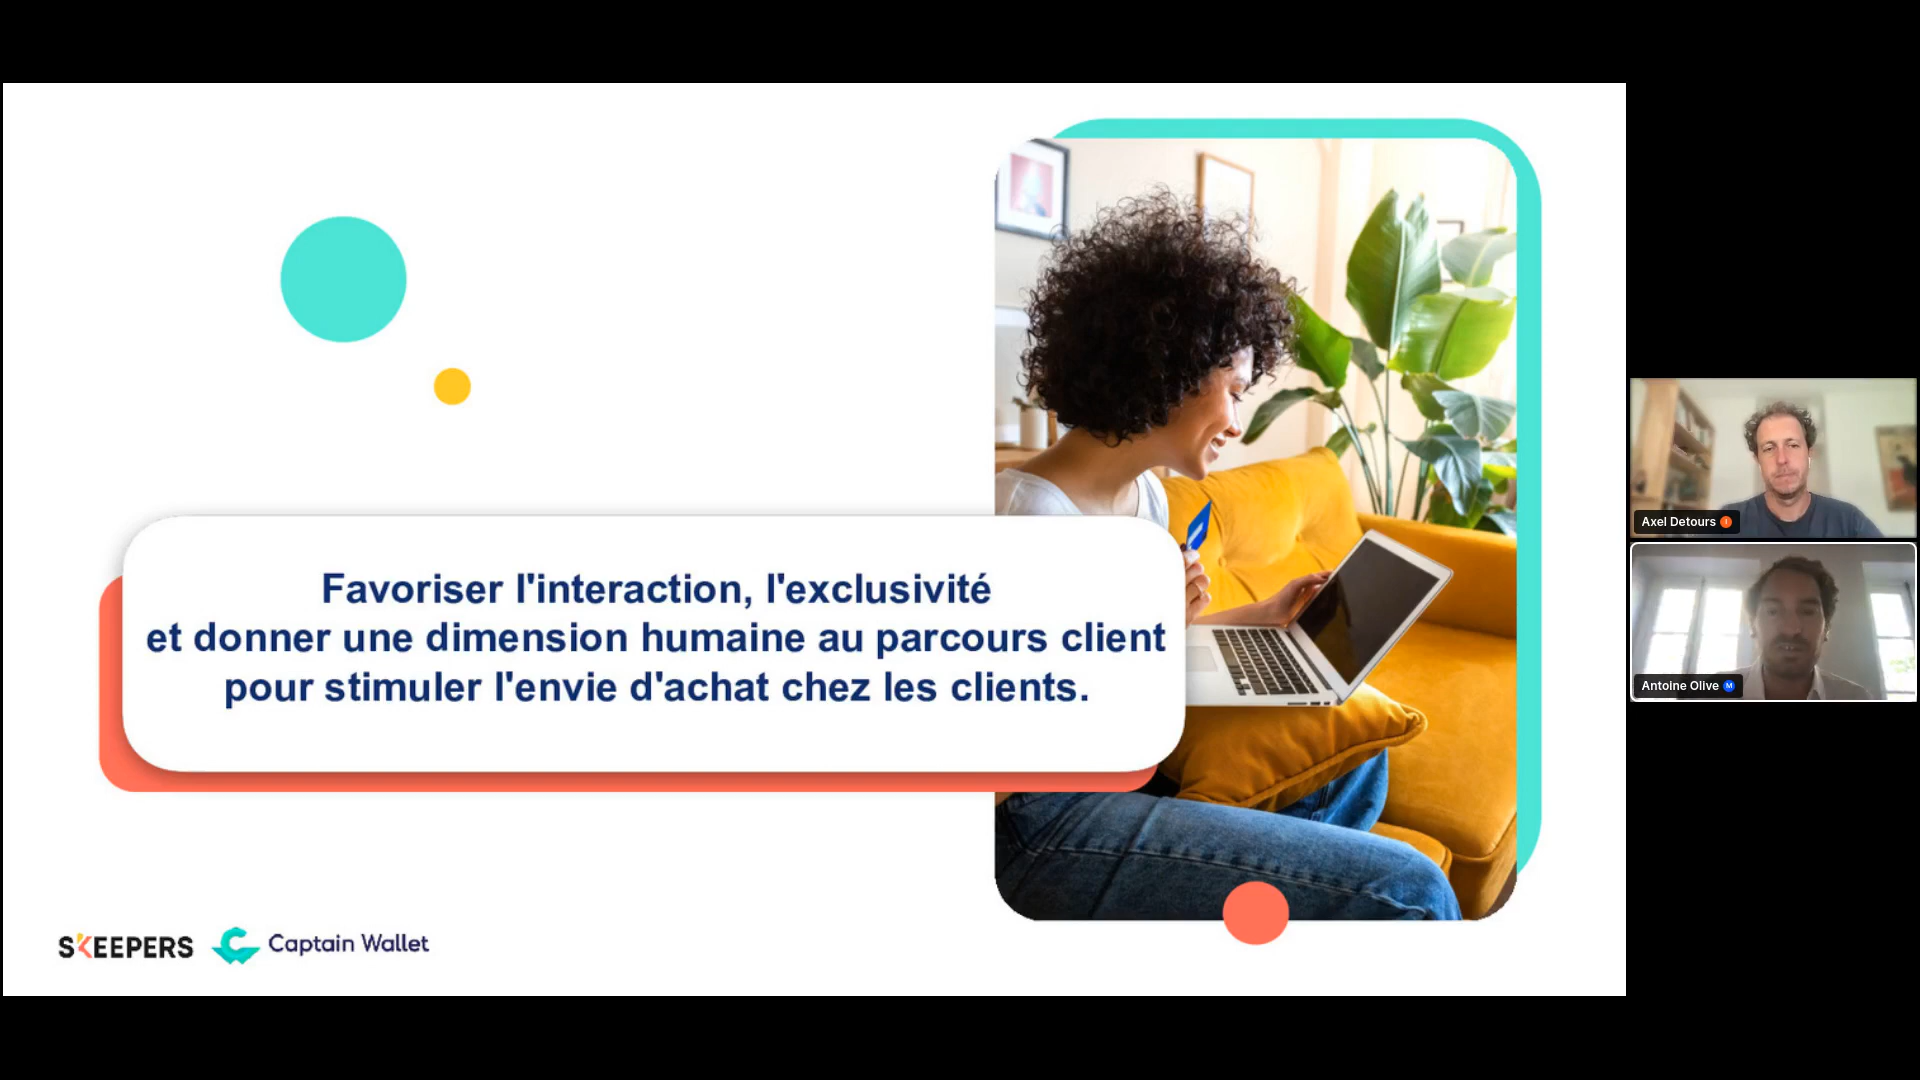 Favoriser l'interaction, l'exclusivité
et donner une dimension humaine au parcours client
pour stimuler l'envie d'achat chez les clients.
SKEEPERS
Captain Wallet
Axel Detours
Antoine Olive M